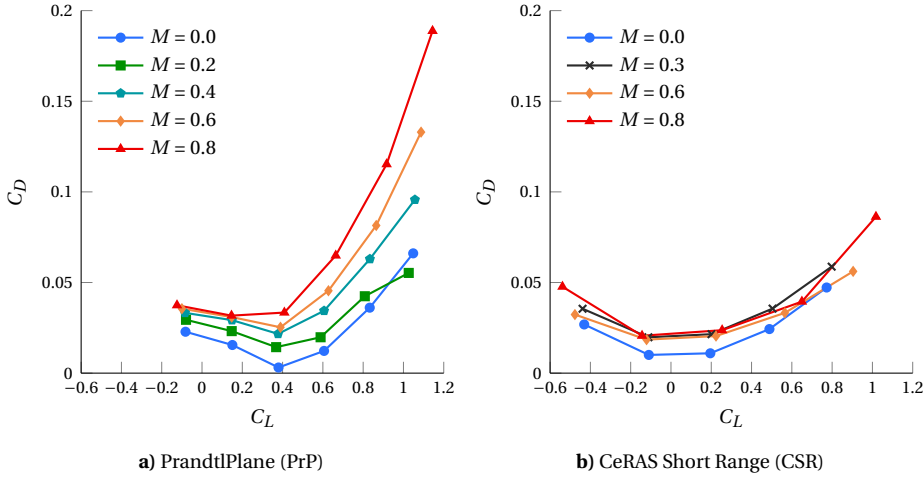 0.2
0.15
0.1
0.05
0
C_D
−0.6 −0.4 −0.2 0 0.2 0.4 0.6 0.8 1 1.2
C_L
M = 0.0
M = 0.2
M = 0.4
M = 0.6
M = 0.8
a) PrandtlPlane (PrP)
0.2
0.15
0.1
0.05
0
C_D
−0.6 −0.4 −0.2 0 0.2 0.4 0.6 0.8 1 1.2
C_L
M = 0.0
M = 0.3
M = 0.6
M = 0.8
b) CeRAS Short Range (CSR)